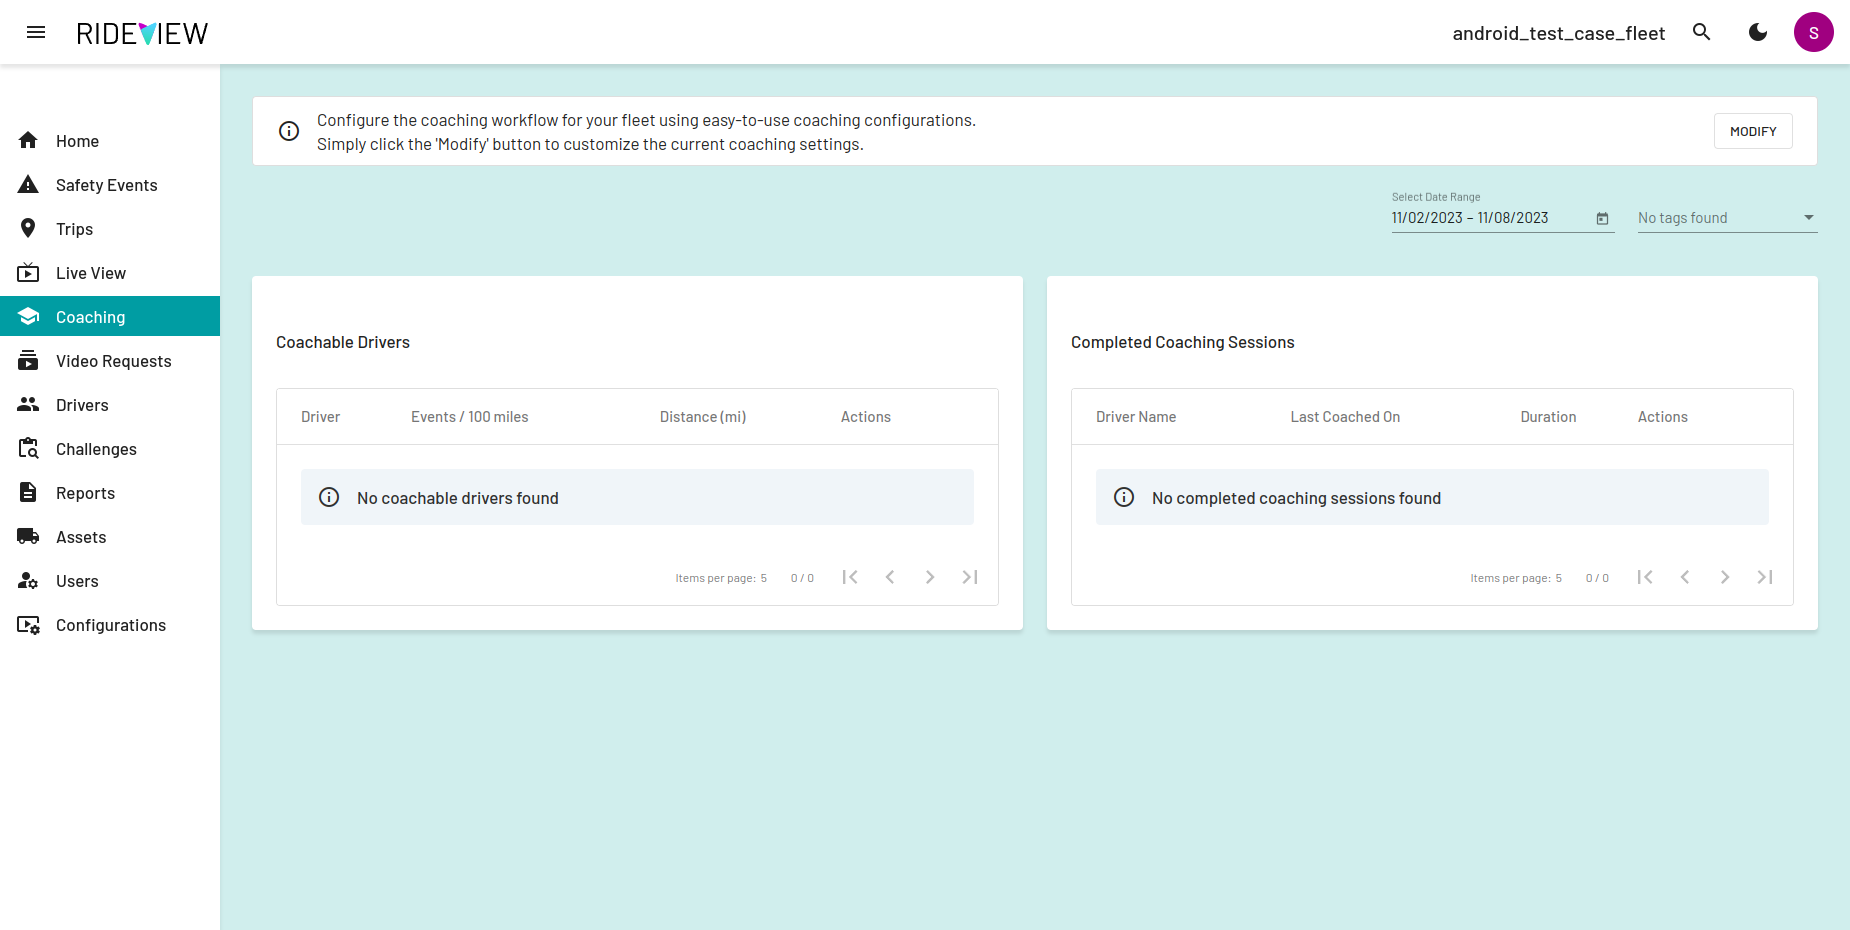 RIDEVIEW
android_test_case_fleet
S
Home
Safety Events
Trips
Live View
Coaching
Video Requests
Drivers
Challenges
Reports
Assets
Users
Configurations
Configure the coaching workflow for your fleet using easy-to-use coaching configurations.
Simply click the 'Modify' button to customize the current coaching settings.
MODIFY
Select Date Range
11/02/2023 – 11/08/2023
No tags found
Coachable Drivers
Driver Events / 100 miles Distance (mi) Actions
No coachable drivers found
Items per page: 5 0 / 0
Completed Coaching Sessions
Driver Name Last Coached On Duration Actions
No completed coaching sessions found
Items per page: 5 0 / 0